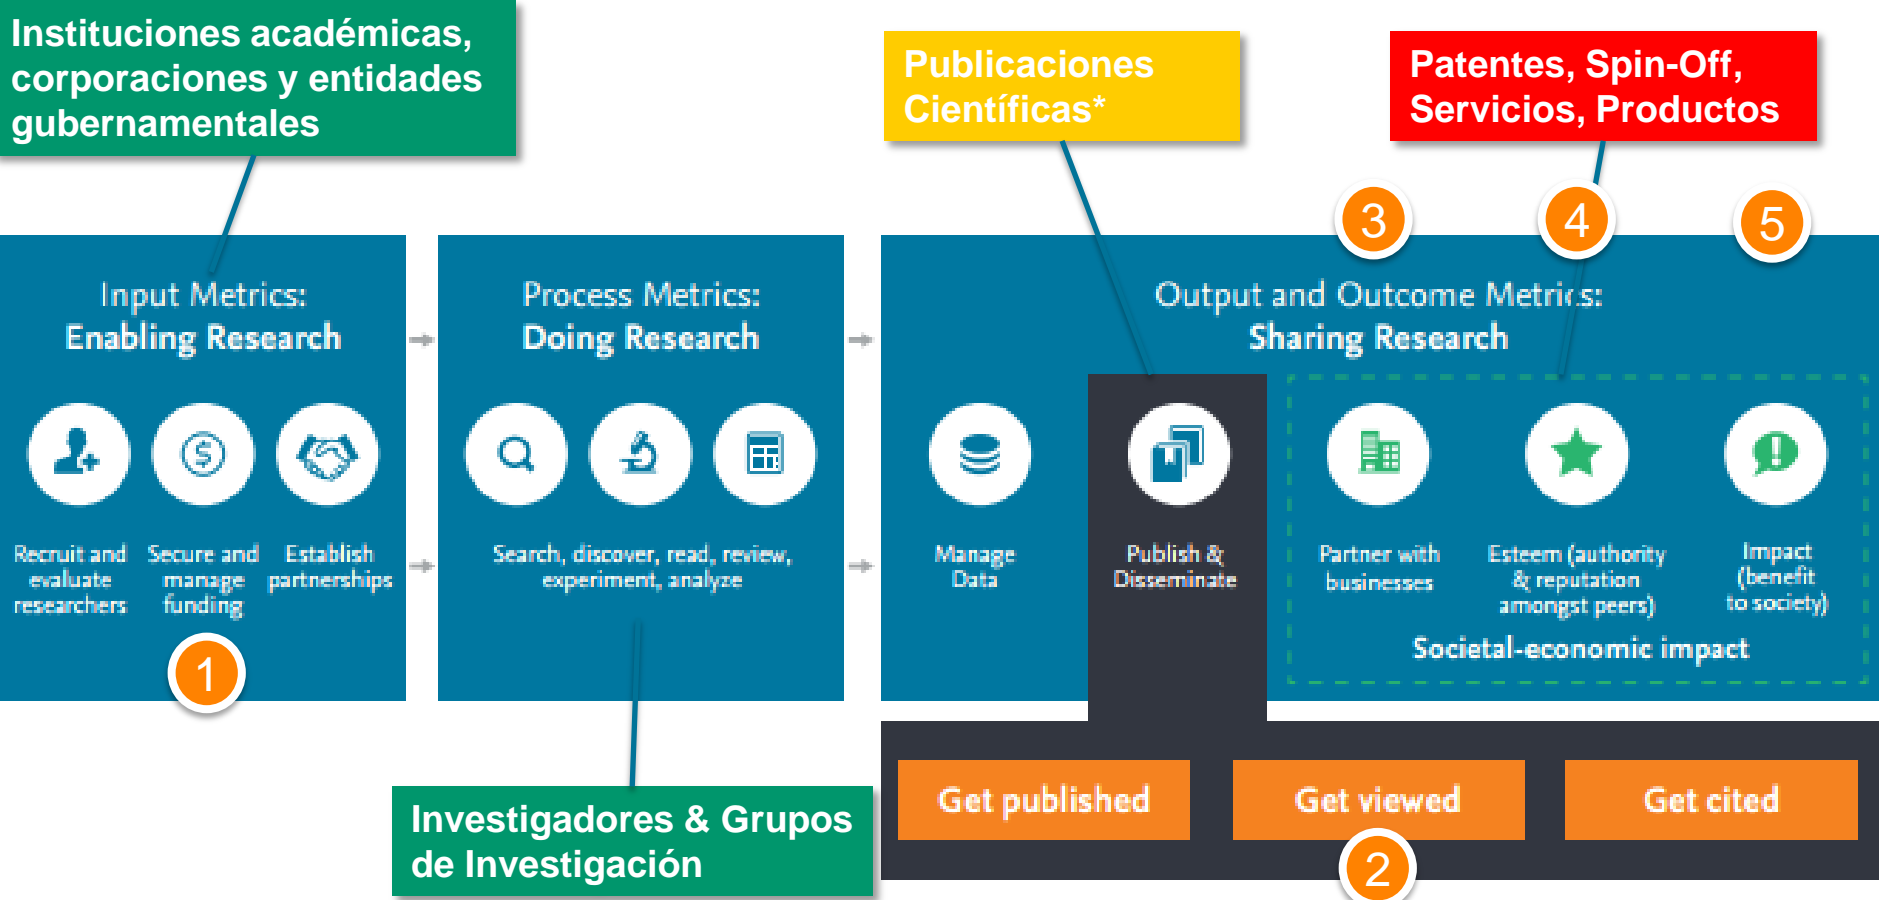 Instituciones académicas,
corporaciones y entidades
gubernamentales
Publicaciones
Científicas*
Patentes, Spin-Off,
Servicios, Productos
3
4
5
Input Metrics:
Enabling Research
Process Metrics:
Doing Research
Output and Outcome Metrics:
Sharing Research
Recruit and
evaluate
researchers
Secure and
manage
funding
Establish
partnerships
Search, discover, read, review,
experiment, analyze
Manage
Data
Publish &
Disseminate
Partner with
businesses
Esteem (authority
& reputation
amongst peers)
Impact
(benefit
to society)
Societal-economic impact
1
Investigadores & Grupos
de Investigación
Get published
Get viewed
Get cited
2